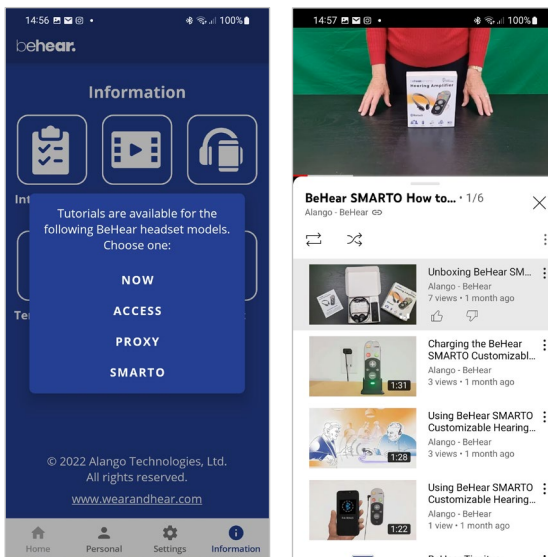 14:56
100%
behear.
Information
Int
Tutorials are available for the
following BeHear headset models.
Choose one:
NOW
ACCESS
PROXY
SMARTO
Ter
© 2022 Alango Technologies, Ltd.
All rights reserved.
www.wearandhear.com
Home
Personal
Settings
Information
14:57
100%
Hearing Amplifier
BeHear SMARTO How to... • 1/6
Alango - BeHear
Unboxing BeHear SM...
Alango - BeHear
7 views • 1 month ago
Charging the BeHear
SMARTO Customizabl...
Alango - BeHear
3 views • 1 month ago
1:31
Using BeHear SMARTO
Customizable Hearing...
Alango - BeHear
3 views • 1 month ago
1:28
Using BeHear SMARTO
Customizable Hearing...
Alango - BeHear
1 view • 1 month ago
1:22